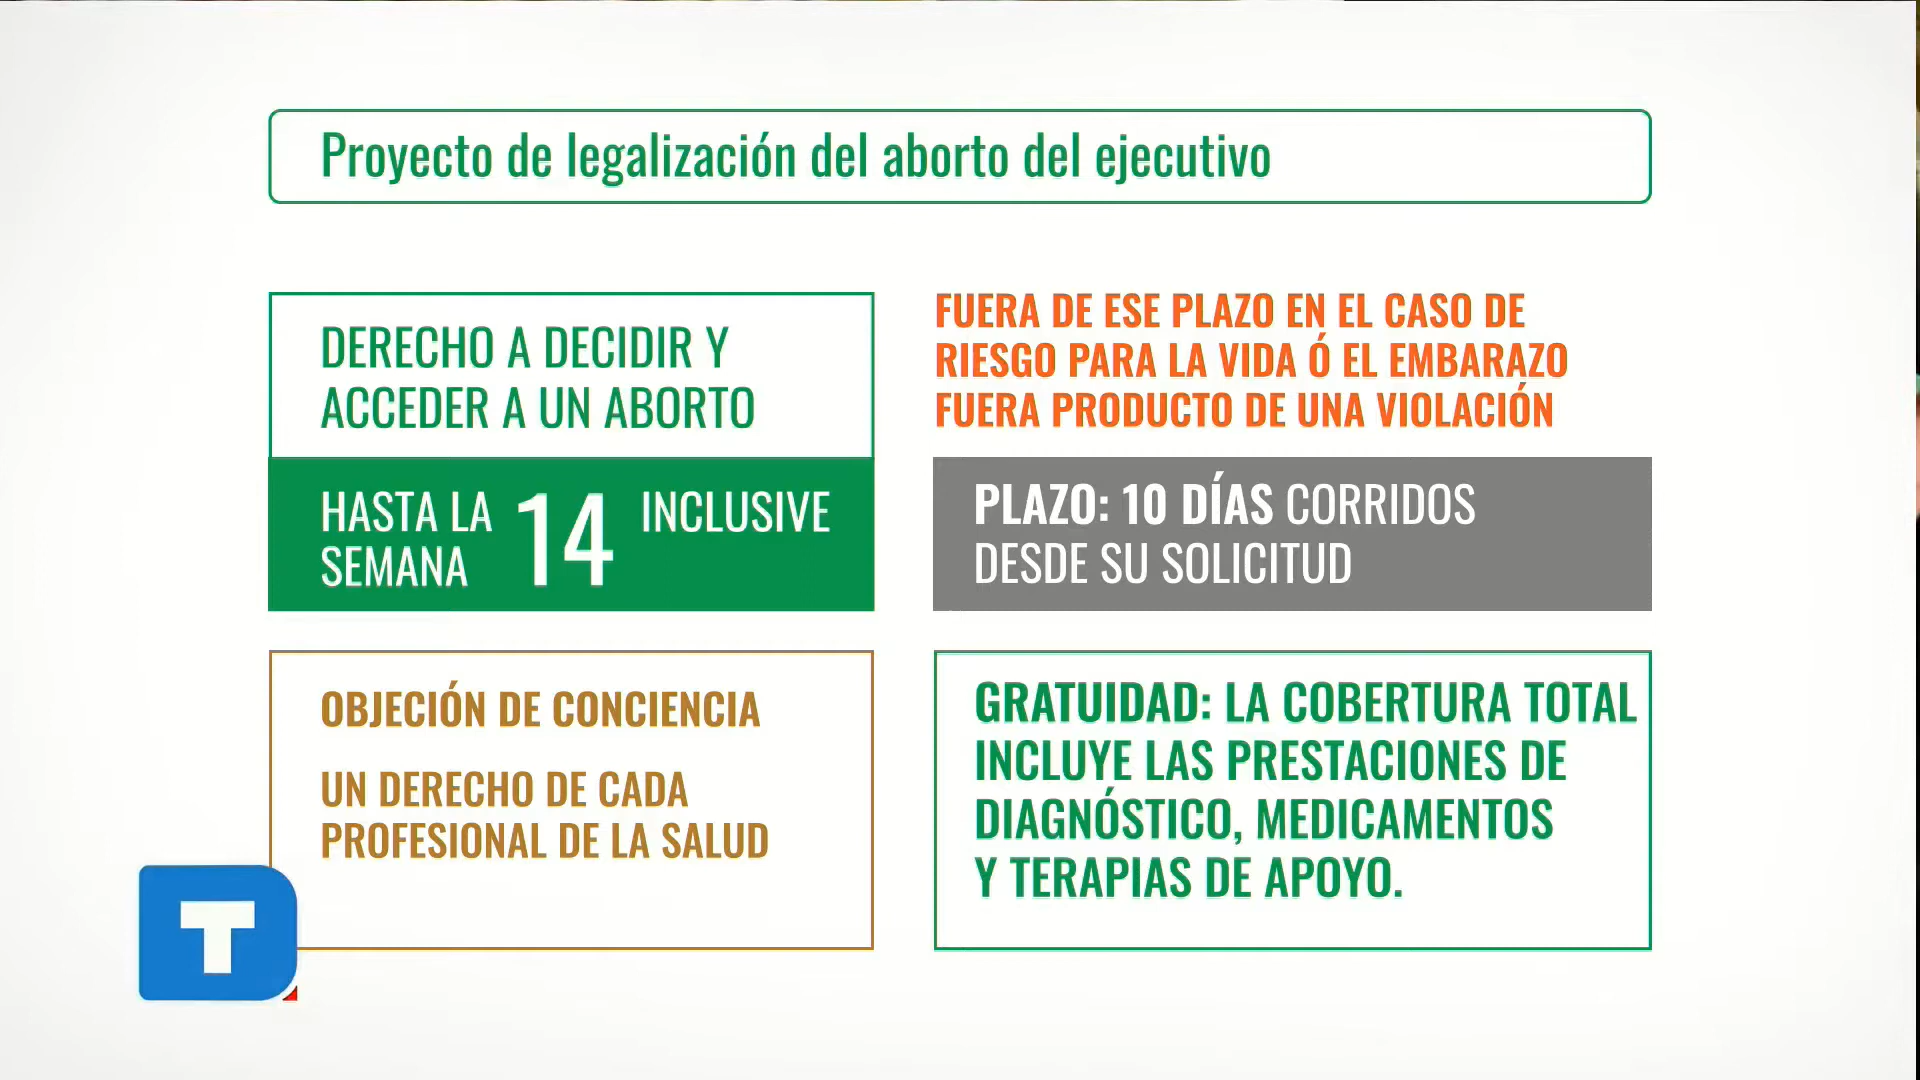 Proyecto de legalización del aborto del ejecutivo
DERECHO A DECIDIR Y
ACCEDER A UN ABORTO
HASTA LA 14 INCLUSIVE
SEMANA
FUERA DE ESE PLAZO EN EL CASO DE
RIESGO PARA LA VIDA Ó EL EMBARAZO
FUERA PRODUCTO DE UNA VIOLACIÓN
PLAZO: 10 DÍAS CORRIDOS
DESDE SU SOLICITUD
OBJECIÓN DE CONCIENCIA
UN DERECHO DE CADA
PROFESIONAL DE LA SALUD
GRATUIDAD: LA COBERTURA TOTAL
INCLUYE LAS PRESTACIONES DE
DIAGNÓSTICO, MEDICAMENTOS
Y TERAPIAS DE APOYO.
T